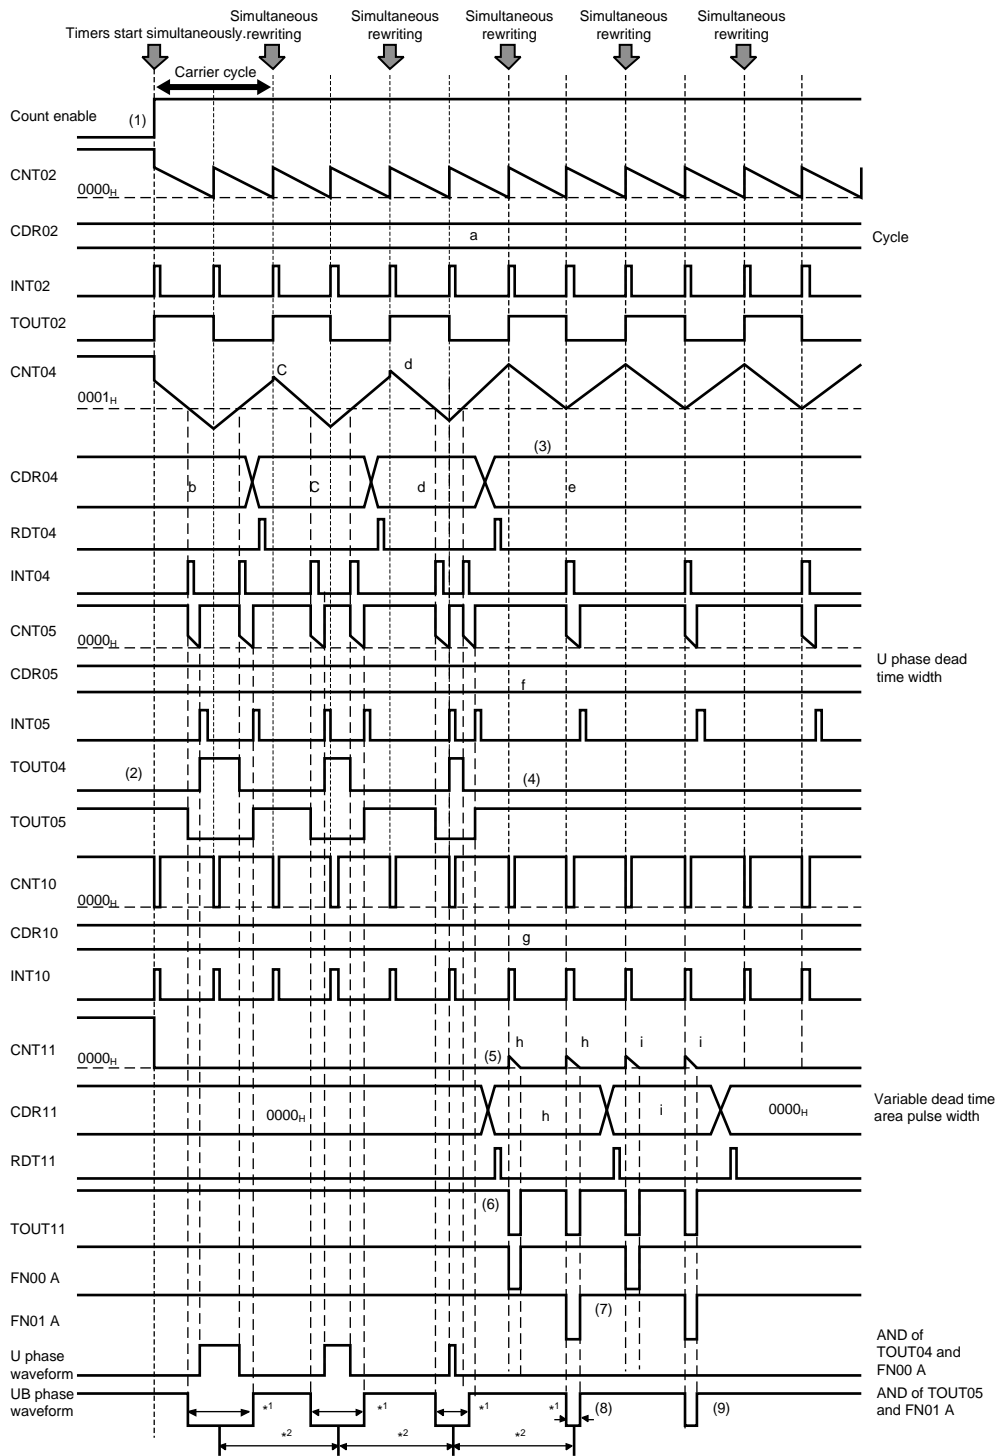 Timers start simultaneously.
Simultaneous
rewriting
Simultaneous
rewriting
Simultaneous
rewriting
Simultaneous
rewriting
Simultaneous
rewriting
Carrier cycle
Count enable
(1)
CNT02
0000H
CDR02
a
Cycle
INT02
TOUT02
CNT04
C
d
0001H
(3)
CDR04
b
C
d
e
RDT04
INT04
CNT05
0000H
CDR05
f
U phase dead
time width
INT05
TOUT04
(2)
(4)
TOUT05
CNT10
0000H
CDR10
g
INT10
CNT11
0000H
(5)
h
h
i
i
CDR11
0000H
h
i
0000H
Variable dead time
area pulse width
RDT11
TOUT11
(6)
FN00 A
FN01 A
(7)
U phase
waveform
AND of
TOUT04 and
FN00 A
UB phase
waveform
*1
*1
*1
*1
(8)
(9)
AND of TOUT05
and FN01 A
*2
*2
*2